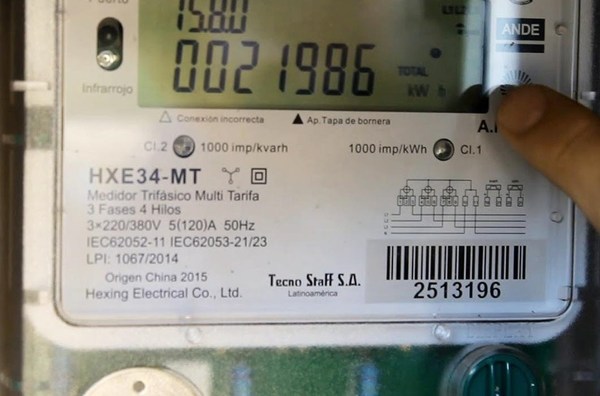 Puerto
15.8.0
L1 L2
ANDE
0021986
TOTAL
kW h
Infrarrojo
△ Conexión incorrecta ▲ Ap. Tapa de bornera
Cl.2 1000 imp/kvarh 1000 imp/kWh Cl.1
HXE34-MT
Medidor Trifásico Multi Tarifa
3 Fases 4 Hilos
3×220/380V 5(120)A 50Hz
IEC62052-11 IEC62053-21/23
LPI: 1067/2014
Origen China 2015
Hexing Electrical Co., Ltd.
Tecno Staff S.A.
Latinoamérica
2513196